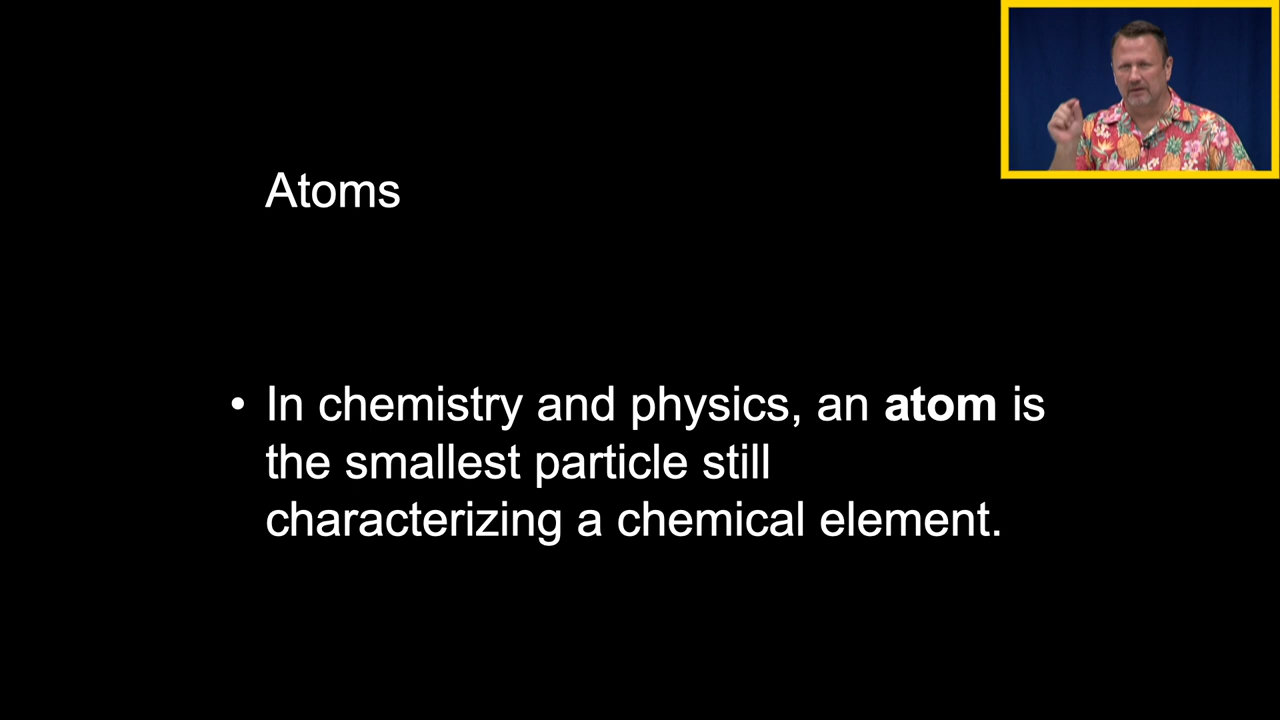 Atoms
• In chemistry and physics, an atom is
the smallest particle still
characterizing a chemical element.